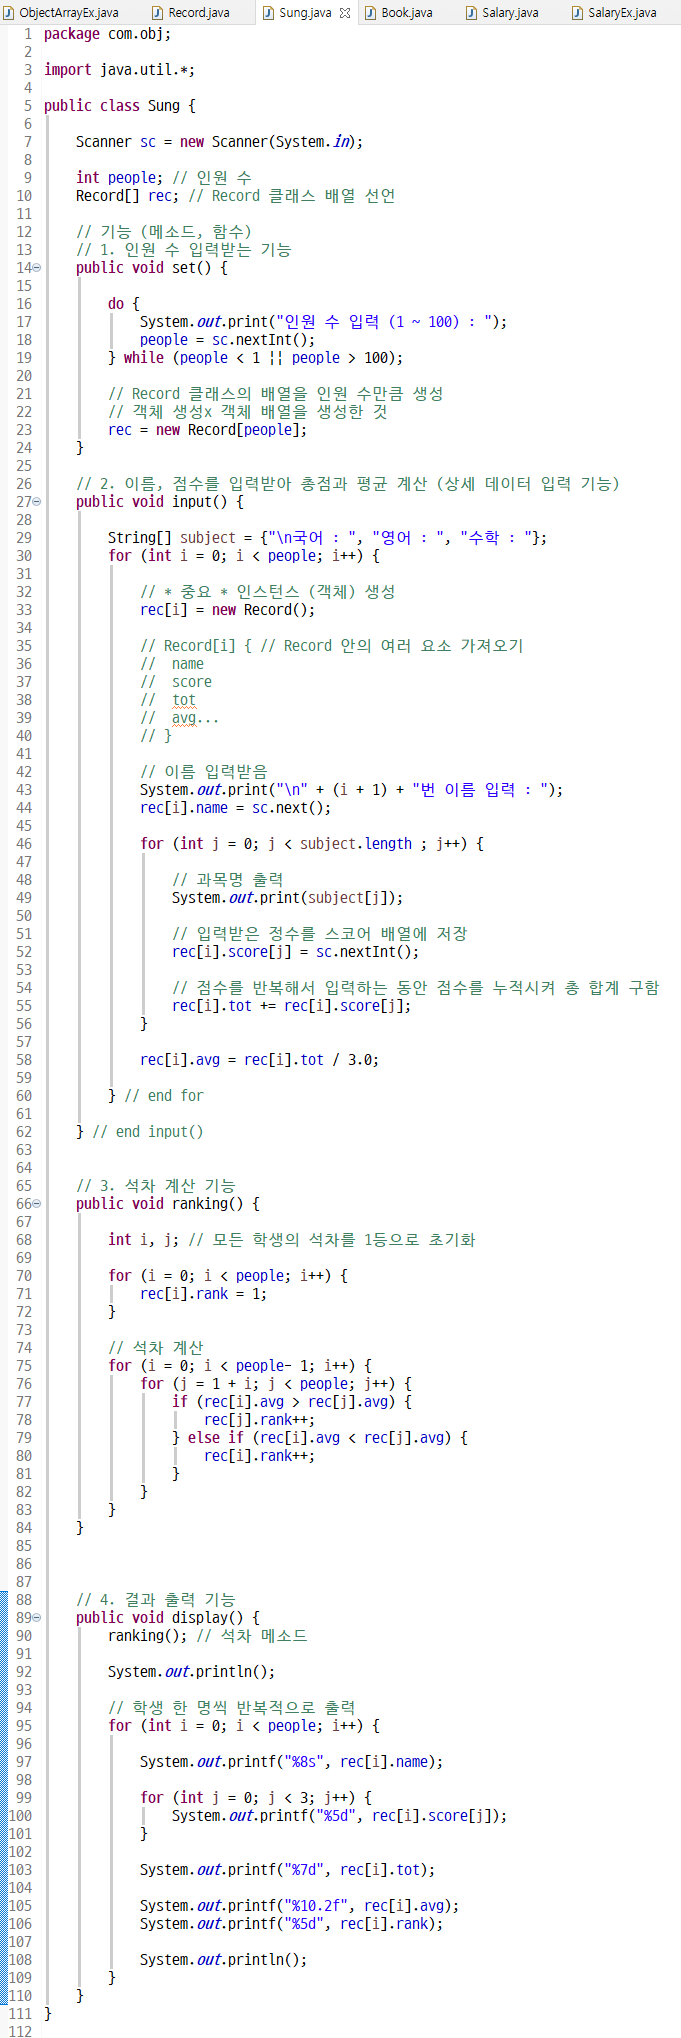 ObjectArrayEx.java Record.java Sung.java Book.java Salary.java SalaryEx.java
1 package com.obj;
2
3 import java.util.*;
4
5 public class Sung {
6
7 Scanner sc = new Scanner(System.in);
8
9 int people; // 인원 수
10 Record[] rec; // Record 클래스 배열 선언
11
12 // 기능 (메소드, 함수)
13 // 1. 인원 수 입력받는 기능
14 public void set() {
15
16 do {
17 System.out.print("인원 수 입력 (1 ~ 100) : ");
18 people = sc.nextInt();
19 } while (people < 1 || people > 100);
20
21 // Record 클래스의 배열을 인원 수만큼 생성
22 // 객체 생성x 객체 배열을 생성한 것
23 rec = new Record[people];
24 }
25
26 // 2. 이름, 점수를 입력받아 총점과 평균 계산 (상세 데이터 입력 기능)
27 public void input() {
28
29 String[] subject = {"\n국어 : ", "영어 : ", "수학 : "};
30 for (int i = 0; i < people; i++) {
31
32 // * 중요 * 인스턴스 (객체) 생성
33 rec[i] = new Record();
34
35 // Record[i] { // Record 안의 여러 요소 가져오기
36 // name
37 // score
38 // tot
39 // avg...
40 // }
41
42 // 이름 입력받음
43 System.out.print("\n" + (i + 1) + "번 이름 입력 : ");
44 rec[i].name = sc.next();
45
46 for (int j = 0; j < subject.length ; j++) {
47
48 // 과목명 출력
49 System.out.print(subject[j]);
50
51 // 입력받은 정수를 스코어 배열에 저장
52 rec[i].score[j] = sc.nextInt();
53
54 // 점수를 반복해서 입력하는 동안 점수를 누적시켜 총 합계 구함
55 rec[i].tot += rec[i].score[j];
56 }
57
58 rec[i].avg = rec[i].tot / 3.0;
59
60 } // end for
61
62 } // end input()
63
64
65 // 3. 석차 계산 기능
66 public void ranking() {
67
68 int i, j; // 모든 학생의 석차를 1등으로 초기화
69
70 for (i = 0; i < people; i++) {
71 rec[i].rank = 1;
72 }
73
74 // 석차 계산
75 for (i = 0; i < people- 1; i++) {
76 for (j = 1 + i; j < people; j++) {
77 if (rec[i].avg > rec[j].avg) {
78 rec[j].rank++;
79 } else if (rec[i].avg < rec[j].avg) {
80 rec[i].rank++;
81 }
82 }
83 }
84 }
85
86
87
88 // 4. 결과 출력 기능
89 public void display() {
90 ranking(); // 석차 메소드
91
92 System.out.println();
93
94 // 학생 한 명씩 반복적으로 출력
95 for (int i = 0; i < people; i++) {
96
97 System.out.printf("%8s", rec[i].name);
98
99 for (int j = 0; j < 3; j++) {
100 System.out.printf("%5d", rec[i].score[j]);
101 }
102
103 System.out.printf("%7d", rec[i].tot);
104
105 System.out.printf("%10.2f", rec[i].avg);
106 System.out.printf("%5d", rec[i].rank);
107
108 System.out.println();
109 }
110 }
111 }
112